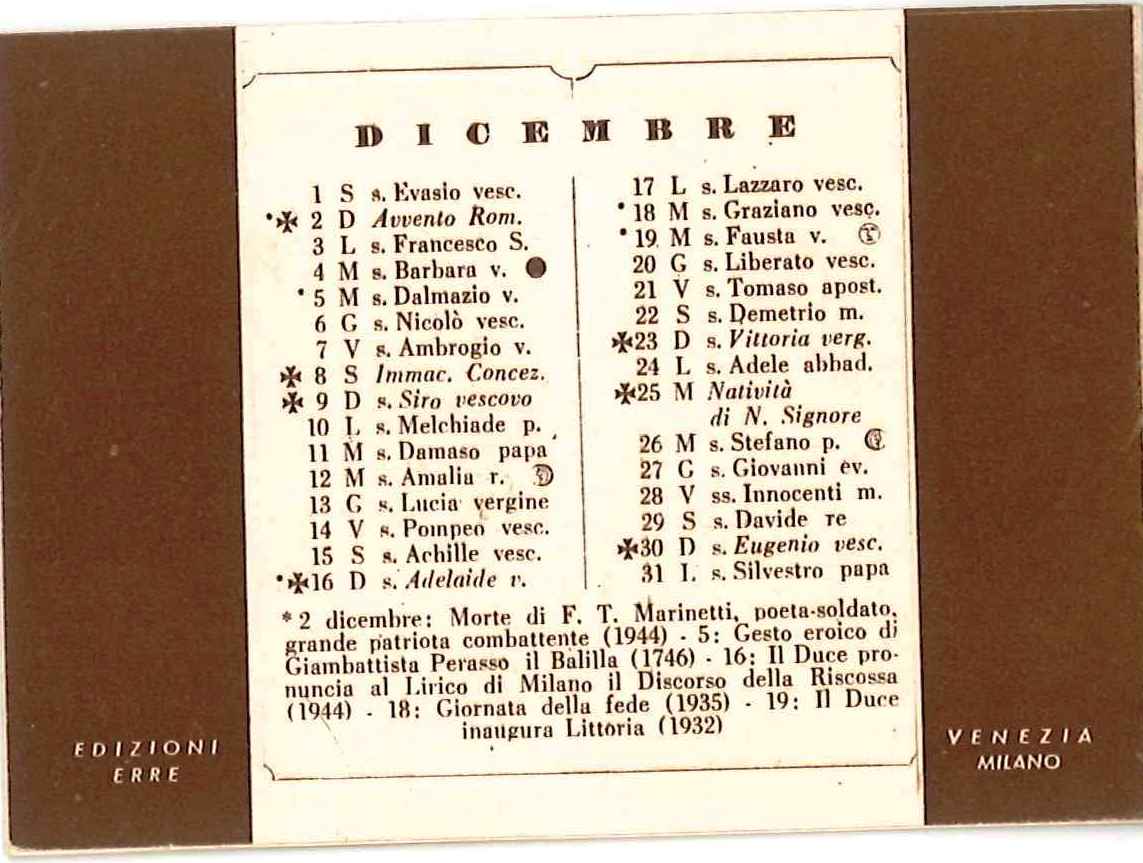 DICEMBRE
1 S s. Evasio vesc.
*✠ 2 D Avvento Rom.
3 L s. Francesco S.
4 M s. Barbara v.
* 5 M s. Dalmazio v.
6 G s. Nicolò vesc.
7 V s. Ambrogio v.
✠ 8 S Immac. Concez.
✠ 9 D s. Siro vescovo
10 L s. Melchiade p.
11 M s. Damaso papa
12 M s. Amalia r.
13 G s. Lucia vergine
14 V s. Pompeo vesc.
15 S s. Achille vesc.
*✠16 D s. Adelaide v.
17 L s. Lazzaro vesc.
* 18 M s. Graziano vesc.
* 19 M s. Fausta v.
20 G s. Liberato vesc.
21 V s. Tomaso apost.
22 S s. Demetrio m.
✠23 D s. Vittoria verg.
24 L s. Adele abbad.
✠25 M Natività
di N. Signore
26 M s. Stefano p.
27 G s. Giovanni ev.
28 V ss. Innocenti m.
29 S s. Davide re
✠30 D s. Eugenio vesc.
31 L s. Silvestro papa
* 2 dicembre: Morte di F. T. Marinetti, poeta-soldato,
grande patriota combattente (1944) - 5: Gesto eroico di
Giambattista Perasso il Balilla (1746) - 16: Il Duce pro-
nuncia al Lirico di Milano il Discorso della Riscossa
(1944) - 18: Giornata della fede (1935) - 19: Il Duce
inaugura Littoria (1932)
EDIZIONI
ERRE
VENEZIA
MILANO